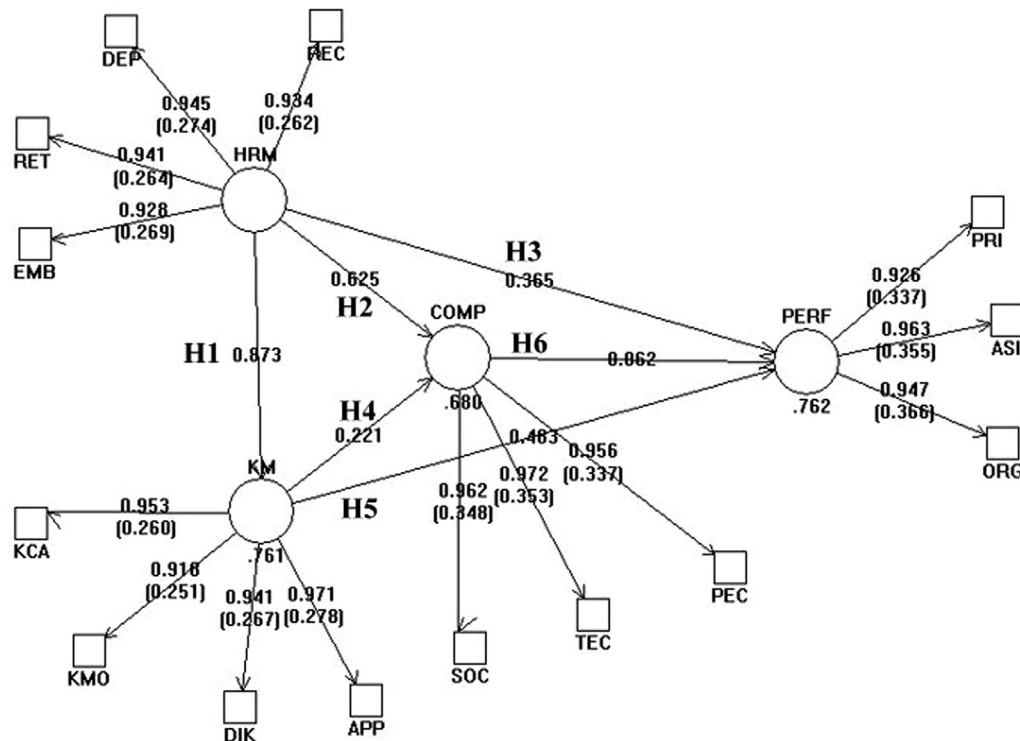 DEP
REC
0.945
(0.274)
0.934
(0.262)
RET
0.941
(0.264)
HRM
0.928
(0.269)
EMB
H3
0.365
PRI
0.926
(0.337)
0.625
H2
COMP
PERF
H1
0.873
H6
0.062
0.963
(0.355)
ASI
.680
.762
0.947
(0.366)
ORG
H4
0.221
0.483
0.956
(0.337)
KM
H5
0.962
(0.348)
0.972
(0.353)
0.953
(0.260)
KCA
.761
0.918
(0.251)
0.941
(0.267)
0.971
(0.278)
PEC
TEC
SOC
KMO
DIK
APP